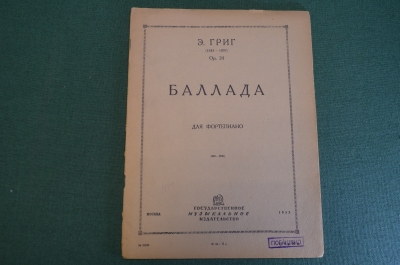 Э. ГРИГ
Op. 24
БАЛЛАДА
ДЛЯ ФОРТЕПИАНО
ГОСУДАРСТВЕННОЕ
МОСКВА МУЗЫКАЛЬНОЕ
ИЗДАТЕЛЬСТВО